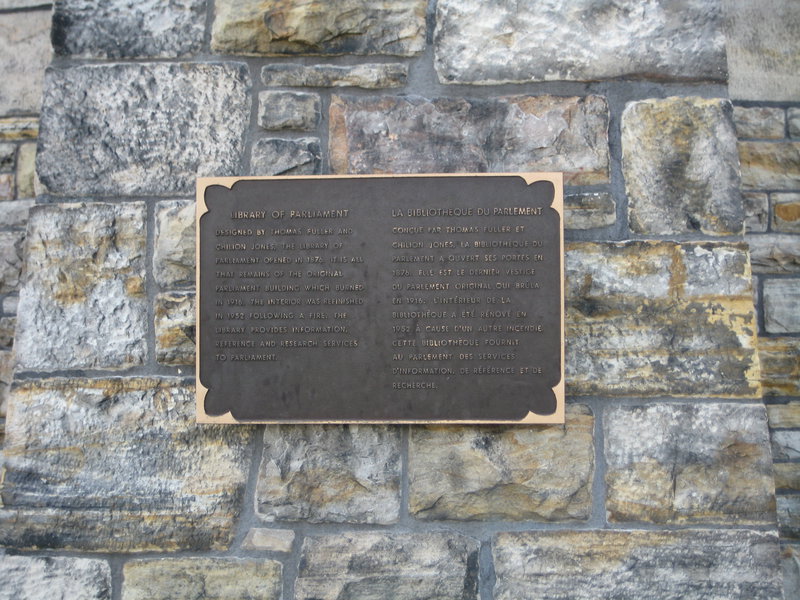 LIBRARY OF PARLIAMENT
DESIGNED BY THOMAS FULLER AND
CHILION JONES, THE LIBRARY OF
PARLIAMENT OPENED IN 1876. IT IS ALL
THAT REMAINS OF THE ORIGINAL
PARLIAMENT BUILDING WHICH BURNED
IN 1916. THE INTERIOR WAS REFINISHED
IN 1952 FOLLOWING A FIRE. THE
LIBRARY PROVIDES INFORMATION,
REFERENCE AND RESEARCH SERVICES
TO PARLIAMENT.
LA BIBLIOTHÈQUE DU PARLEMENT
CONÇUE PAR THOMAS FULLER ET
CHILION JONES, LA BIBLIOTHÈQUE DU
PARLEMENT A OUVERT SES PORTES EN
1876. ELLE EST LE DERNIER VESTIGE
DU PARLEMENT ORIGINAL QUI BRÛLA
EN 1916. L'INTÉRIEUR DE LA
BIBLIOTHÈQUE A ÉTÉ RÉNOVÉ EN
1952 À CAUSE D'UN AUTRE INCENDIE.
CETTE BIBLIOTHÈQUE FOURNIT
AU PARLEMENT DES SERVICES
D'INFORMATION, DE RÉFÉRENCE ET DE
RECHERCHE.